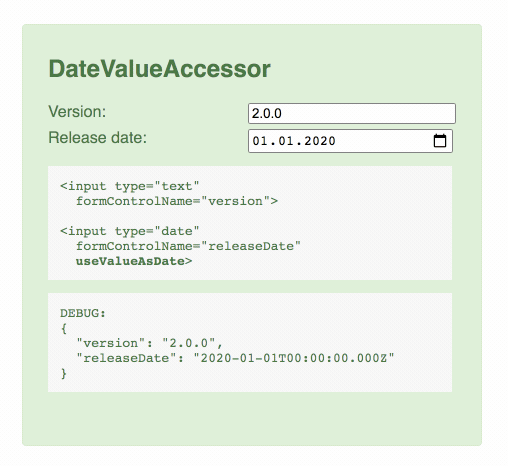 DateValueAccessor
Version: 2.0.0
Release date: 01.01.2020
<input type="text"
formControlName="version">
<input type="date"
formControlName="releaseDate"
useValueAsDate>
DEBUG:
{
"version": "2.0.0",
"releaseDate": "2020-01-01T00:00:00.000Z"
}